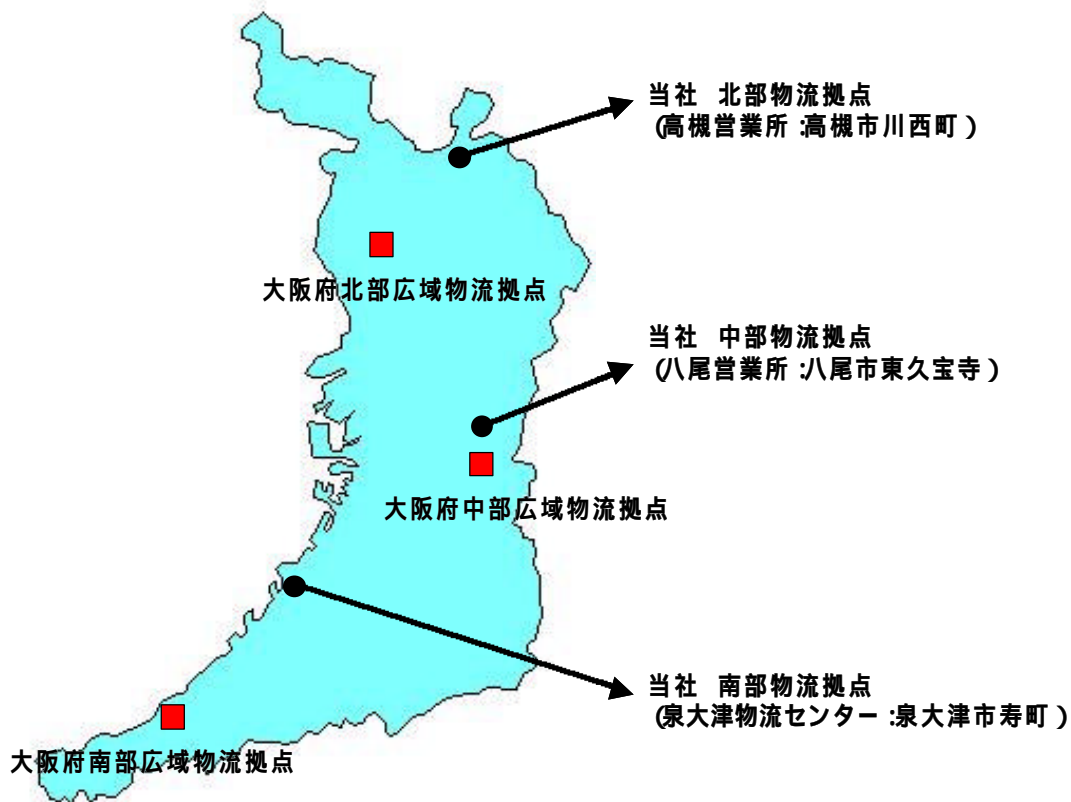 当社 北部物流拠点
(高槻営業所:高槻市川西町)
大阪府北部広域物流拠点
当社 中部物流拠点
(八尾営業所:八尾市東久宝寺)
大阪府中部広域物流拠点
当社 南部物流拠点
(泉大津物流センター:泉大津市寿町)
大阪府南部広域物流拠点